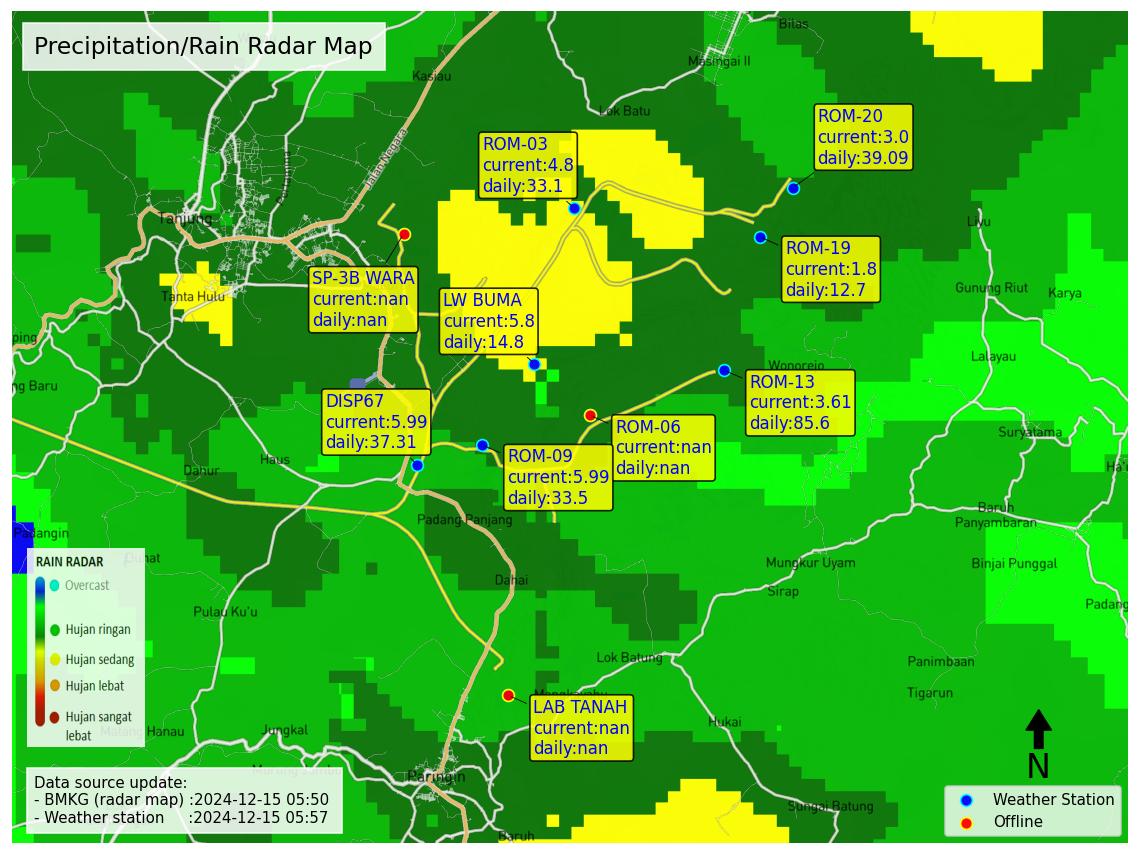 Precipitation/Rain Radar Map
Bilas
Masingai II
Kasiau
Lok Batu
Jalan Negara
ROM-20
current:3.0
daily:39.09
ROM-03
current:4.8
daily:33.1
Tanjung
Liyu
ROM-19
current:1.8
daily:12.7
SP-3B WARA
current:nan
daily:nan
LW BUMA
current:5.8
daily:14.8
Tanta Hulu
Gunung Riut
Karya
ping
Lalayau
Wonorejo
ng Baru
ROM-13
current:3.61
daily:85.6
DISP67
current:5.99
daily:37.31
ROM-06
current:nan
daily:nan
Suryatama
Haus
Dahur
ROM-09
current:5.99
daily:33.5
Baruh
Panyambaran
Padang Panjang
Padangin
Mungkur Uyam
Binjai Punggal
Dahai
Sirap
Padang
Pulau Ku'u
RAIN RADAR
Overcast
Hujan ringan
Hujan sedang
Hujan lebat
Hujan sangat
lebat
Lok Batung
Panimbaan
Tigarun
LAB TANAH
current:nan
daily:nan
Hukai
Jungkal
Paringin
Sungai Batung
Baruh
Data source update:
- BMKG (radar map) :2024-12-15 05:50
- Weather station :2024-12-15 05:57
N
Weather Station
Offline